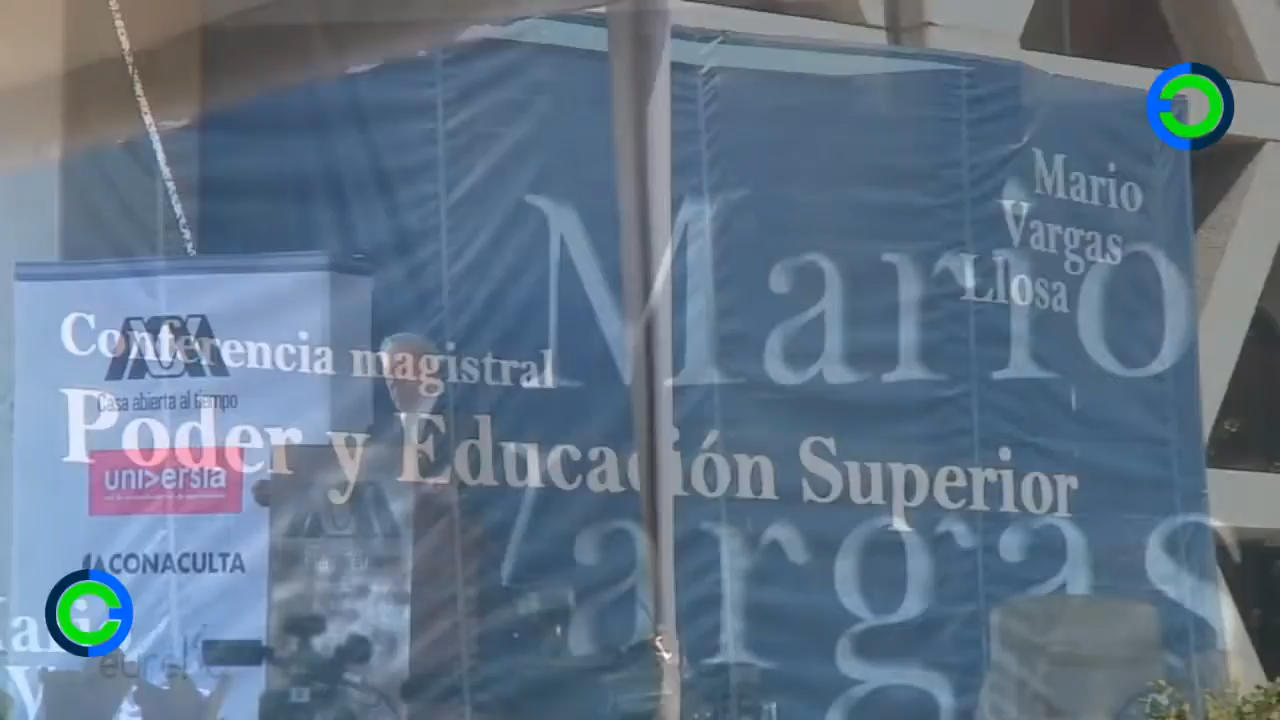 Mario
Vargas
Llosa
Conferencia magistral
Poder y Educación Superior
Mario
Vargas
Casa abierta al tiempo
universia
CONACULTA